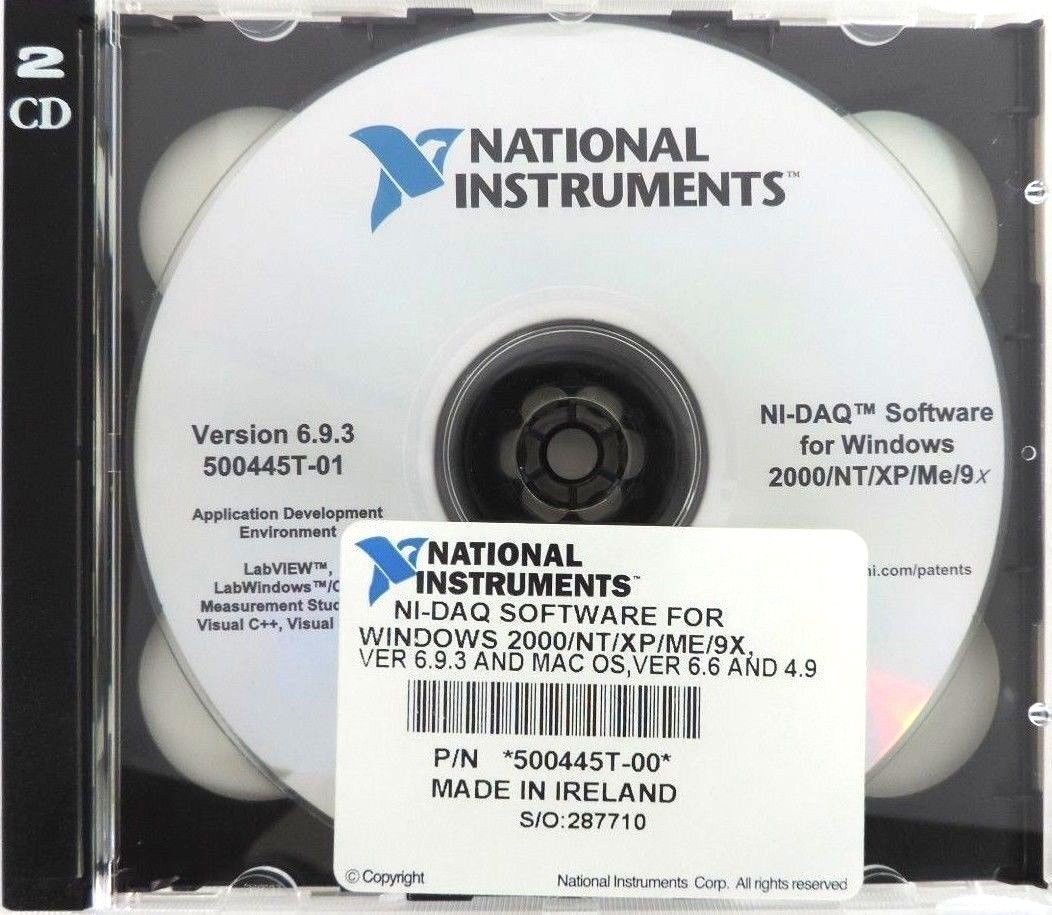 2
CD
NATIONAL
INSTRUMENTS™
Version 6.9.3
500445T-01
Application Development
Environment
LabVIEW™,
LabWindows™/
Measurement
Visual C++, Visual
NI-DAQ™ Software
for Windows
2000/NT/XP/Me/9x
ni.com/patents
NATIONAL
INSTRUMENTS™
NI-DAQ SOFTWARE FOR
WINDOWS 2000/NT/XP/ME/9X,
VER 6.9.3 AND MAC OS,VER 6.6 AND 4.9
P/N *500445T-00*
MADE IN IRELAND
S/O:287710
© Copyright National Instruments Corp. All rights reserved